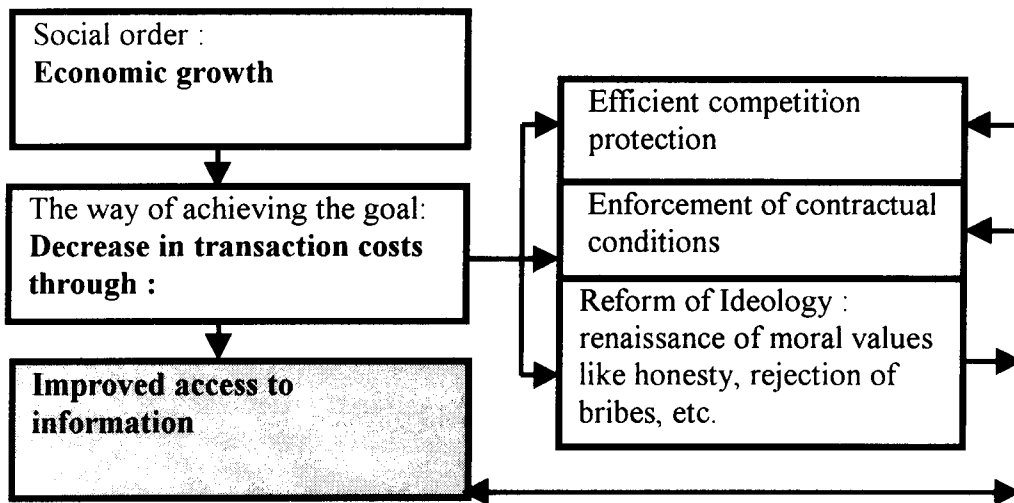 Social order :
Economic growth
The way of achieving the goal:
Decrease in transaction costs
through :
Improved access to
information
Efficient competition
protection
Enforcement of contractual
conditions
Reform of Ideology :
renaissance of moral values
like honesty, rejection of
bribes, etc.